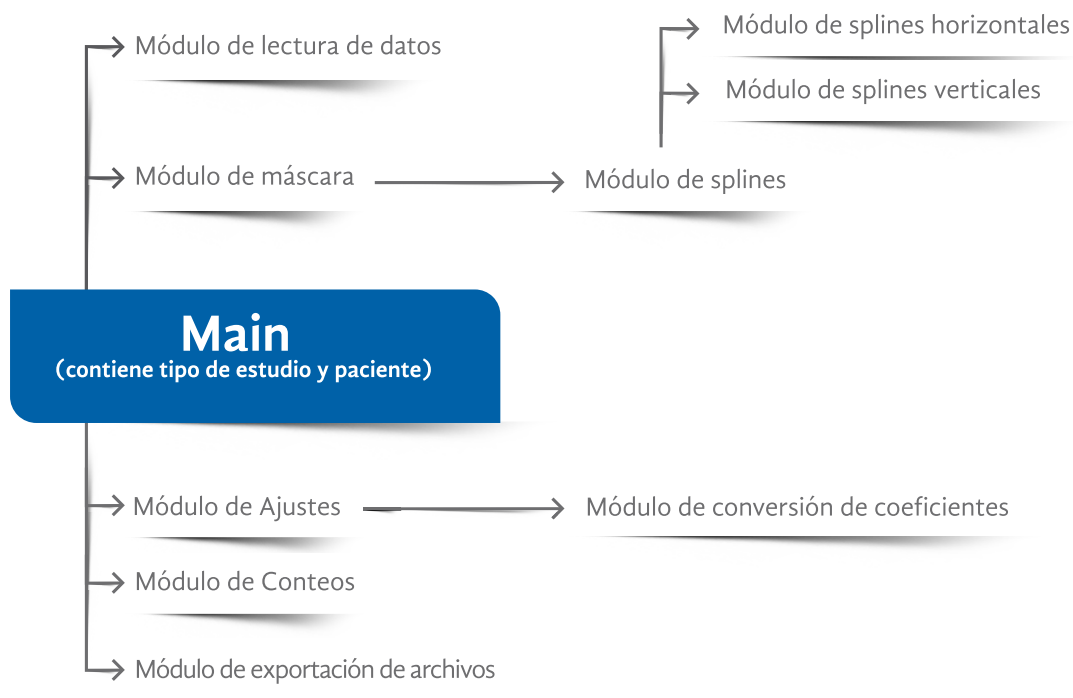 Módulo de lectura de datos
Módulo de splines horizontales
Módulo de splines verticales
Módulo de máscara
Módulo de splines
Main
(contiene tipo de estudio y paciente)
Módulo de Ajustes
Módulo de conversión de coeficientes
Módulo de Conteos
Módulo de exportación de archivos